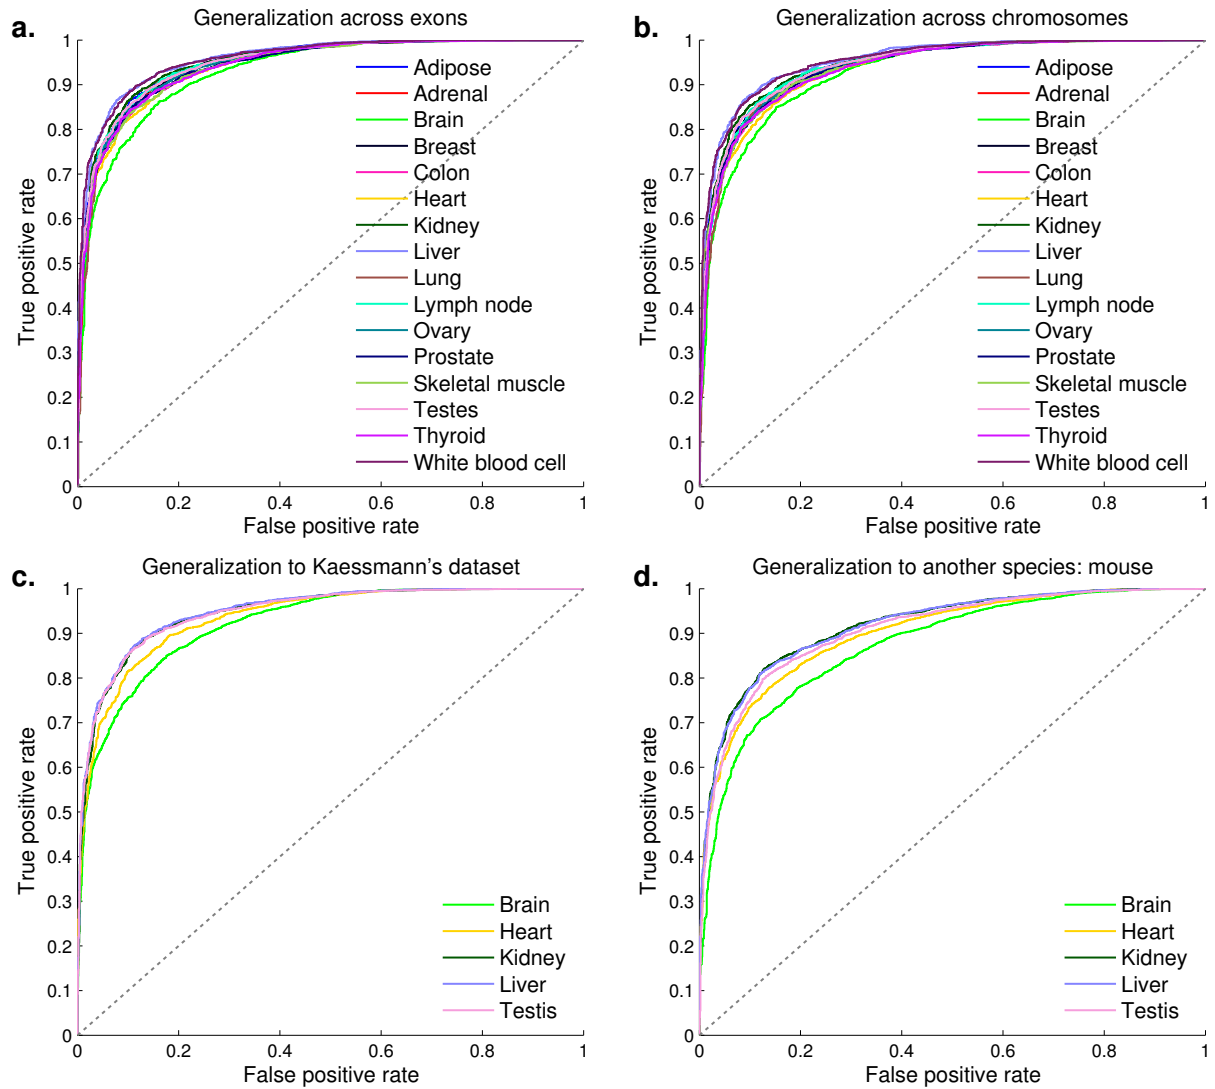 a.
Generalization across exons
1
0.9
0.8
0.7
0.6
0.5
0.4
0.3
0.2
0.1
0
True positive rate
Adipose
Adrenal
Brain
Breast
Colon
Heart
Kidney
Liver
Lung
Lymph node
Ovary
Prostate
Skeletal muscle
Testes
Thyroid
White blood cell
0 0.2 0.4 0.6 0.8 1
False positive rate
b.
Generalization across chromosomes
1
0.9
0.8
0.7
0.6
0.5
0.4
0.3
0.2
0.1
0
True positive rate
Adipose
Adrenal
Brain
Breast
Colon
Heart
Kidney
Liver
Lung
Lymph node
Ovary
Prostate
Skeletal muscle
Testes
Thyroid
White blood cell
0 0.2 0.4 0.6 0.8 1
False positive rate
c.
Generalization to Kaessmann's dataset
1
0.9
0.8
0.7
0.6
0.5
0.4
0.3
0.2
0.1
0
True positive rate
Brain
Heart
Kidney
Liver
Testis
0 0.2 0.4 0.6 0.8 1
False positive rate
d.
Generalization to another species: mouse
1
0.9
0.8
0.7
0.6
0.5
0.4
0.3
0.2
0.1
0
True positive rate
Brain
Heart
Kidney
Liver
Testis
0 0.2 0.4 0.6 0.8 1
False positive rate